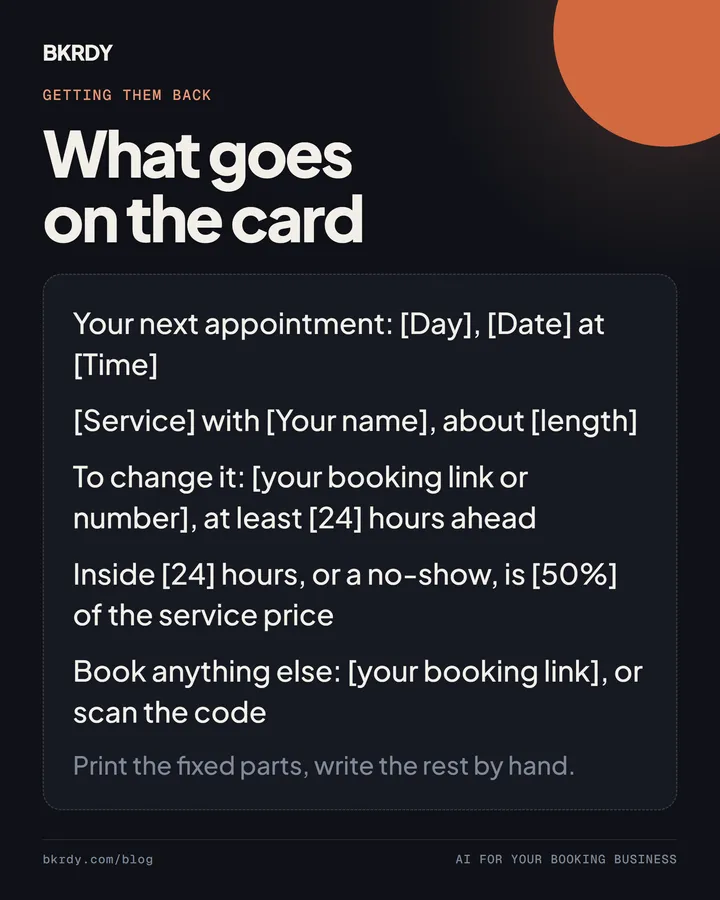 BKRDY
GETTING THEM BACK
What goes
on the card
Your next appointment: [Day], [Date] at
[Time]
[Service] with [Your name], about [length]
To change it: [your booking link or
number], at least [24] hours ahead
Inside [24] hours, or a no-show, is [50%]
of the service price
Book anything else: [your booking link], or
scan the code
Print the fixed parts, write the rest by hand.
bkrdy.com/blog
AI FOR YOUR BOOKING BUSINESS